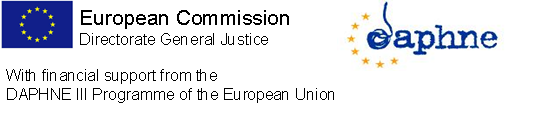 European Commission
Directorate General Justice
daphne
With financial support from the
DAPHNE III Programme of the European Union